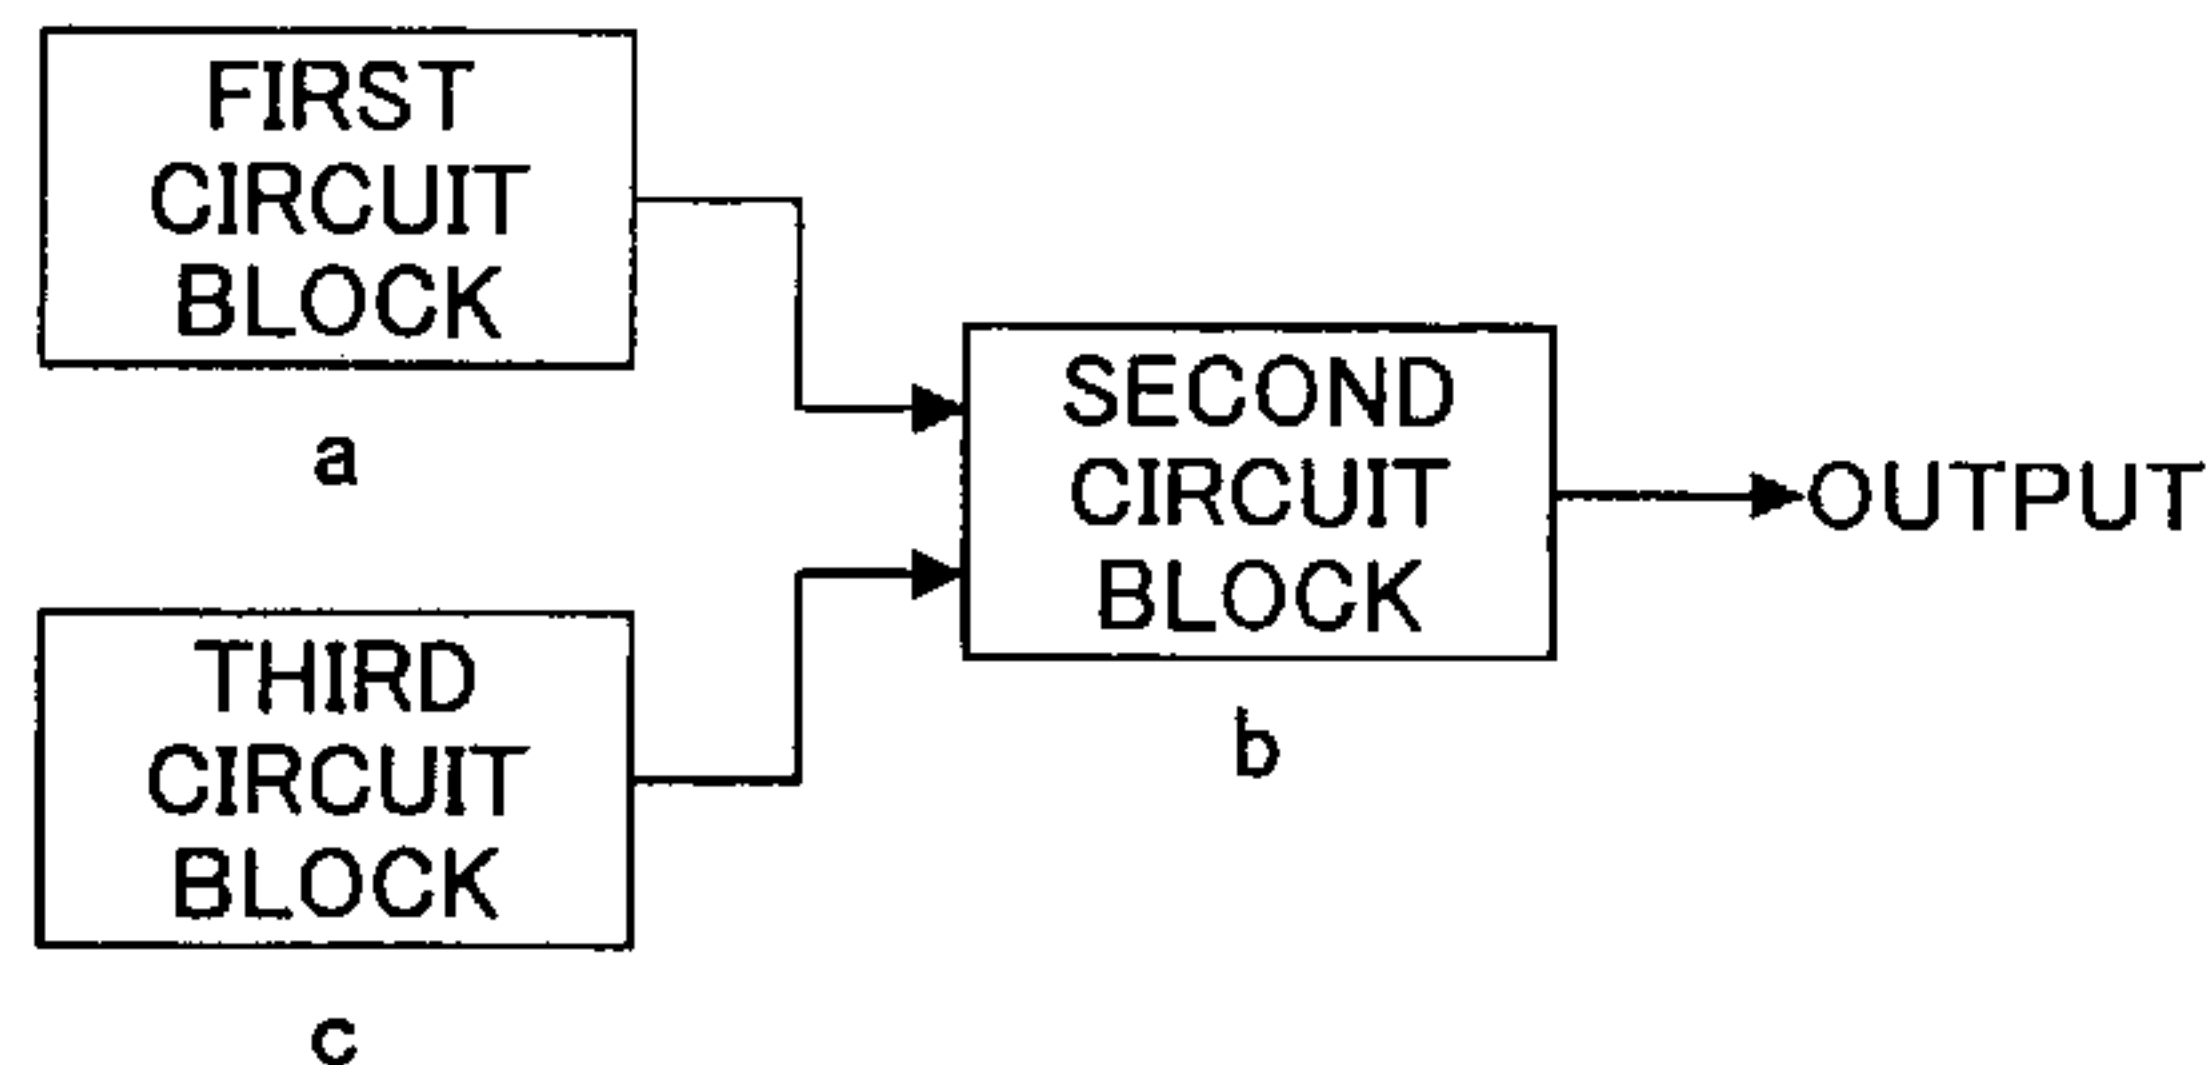 FIRST
CIRCUIT
BLOCK
a
THIRD
CIRCUIT
BLOCK
c
SECOND
CIRCUIT
BLOCK
b
OUTPUT